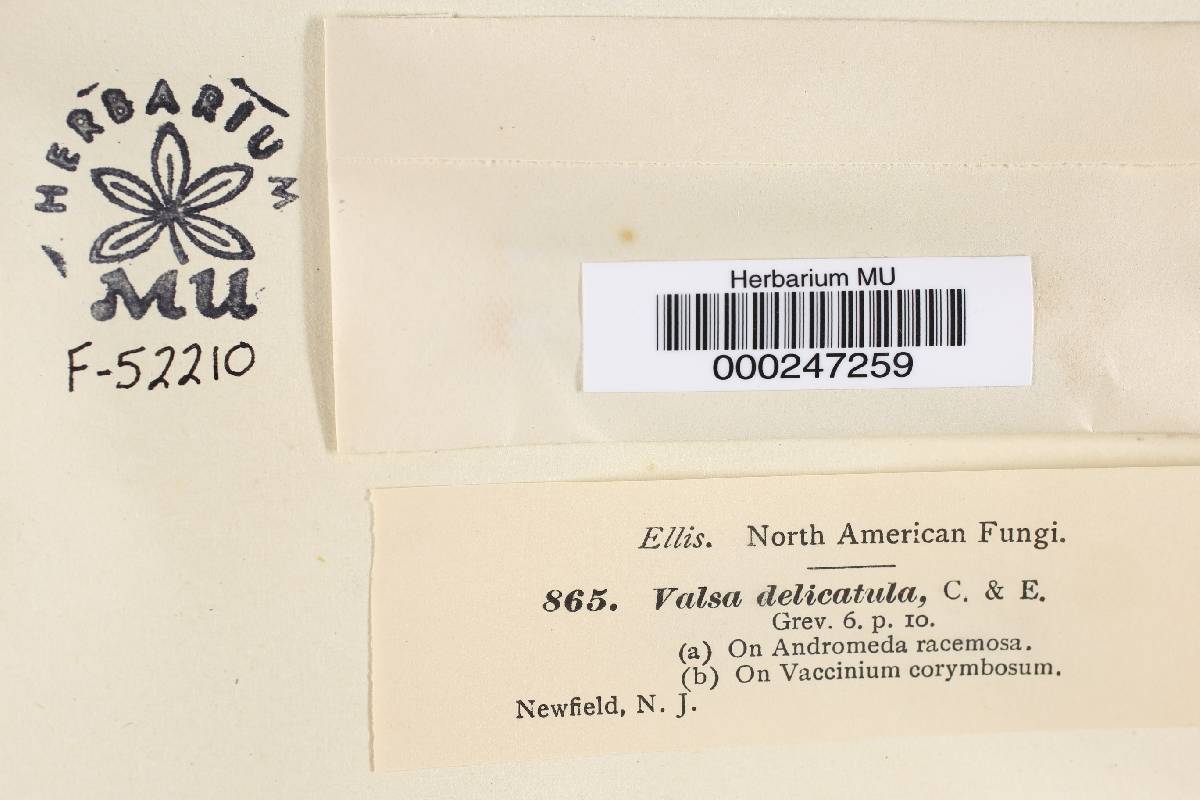 HERBARIUM
MU
F-52210
Herbarium MU
000247259
Ellis. North American Fungi.
865. Valsa delicatula, C. & E.
Grev. 6. p. 10.
(a) On Andromeda racemosa.
(b) On Vaccinium corymbosum.
Newfield, N. J.